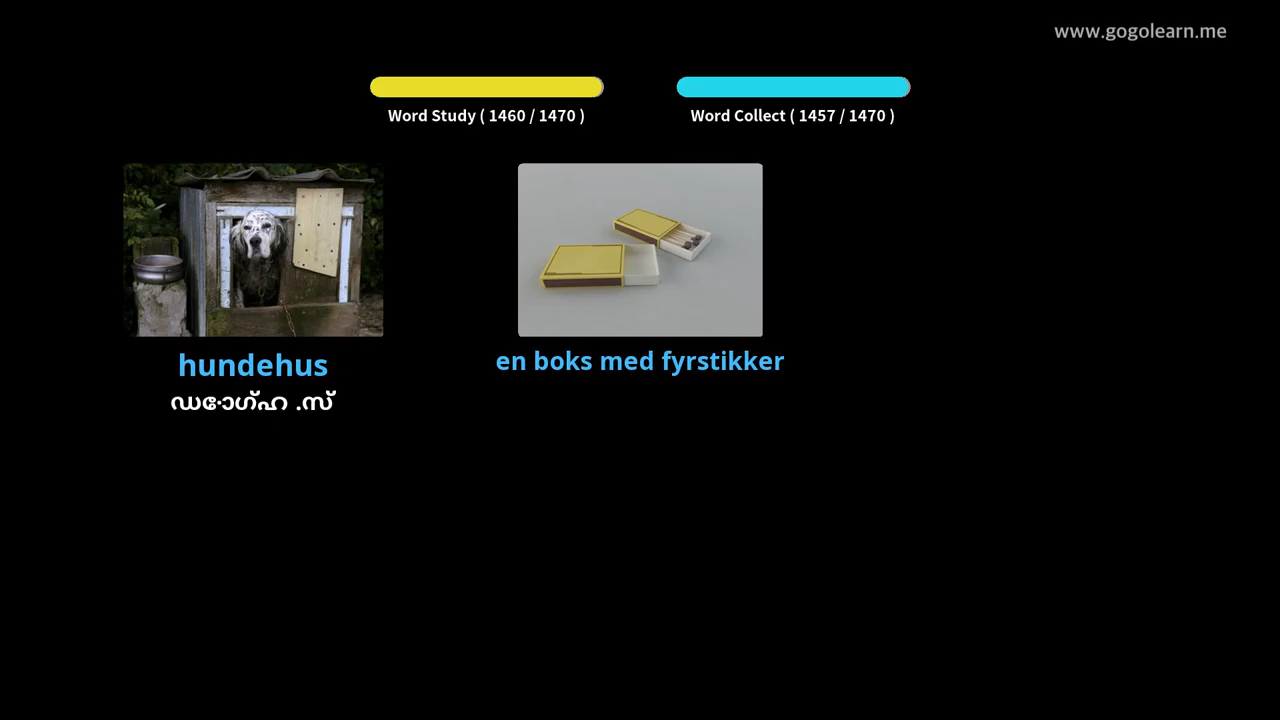 www.gogolearn.me
Word Study ( 1460 / 1470 )
Word Collect ( 1457 / 1470 )
hundehus
en boks med fyrstikker
ഡോഗ്ഹ .സ്